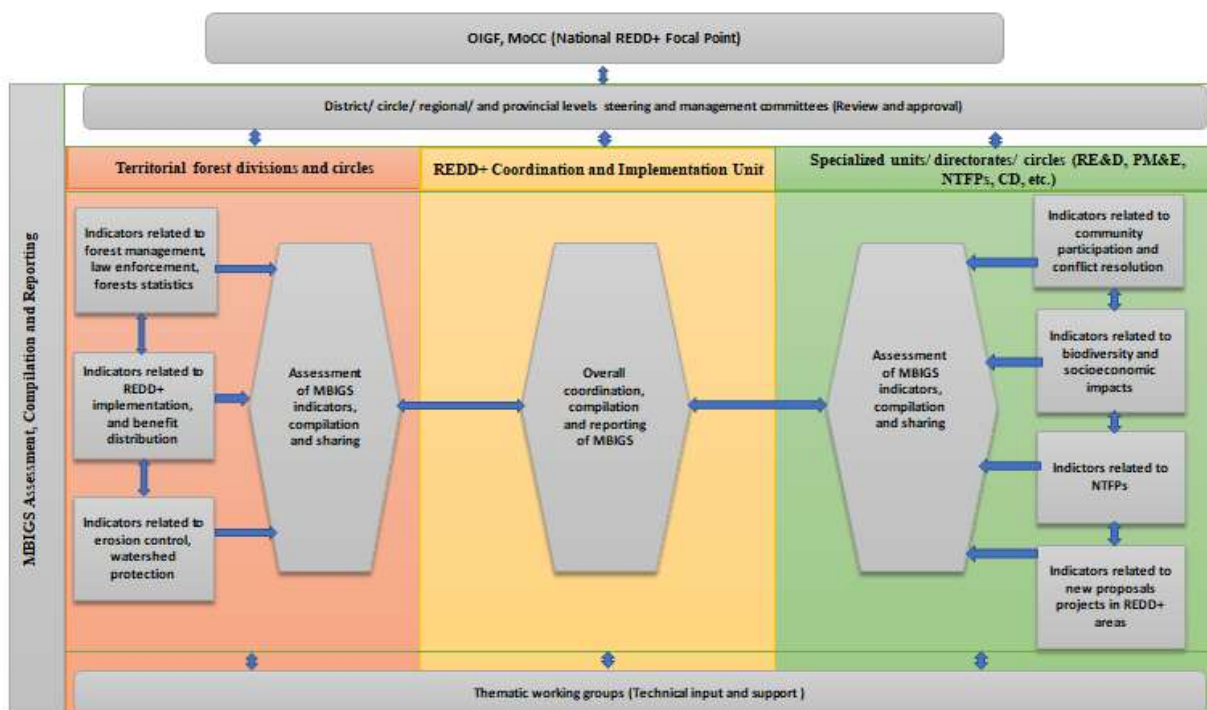 OIGF, MoCC (National REDD+ Focal Point)
District/ circle/ regional/ and provincial levels steering and management committees (Review and approval)
MBIGS Assessment, Compilation and Reporting
Territorial forest divisions and circles
Indicators related to
forest management,
law enforcement,
forests statistics
Indicators related to
REDD+
implementation,
and benefit
distribution
Indicators related to
erosion control,
watershed
protection
Assessment
of MBIGS
indicators,
compilation
and sharing
REDD+ Coordination and Implementation Unit
Overall
coordination,
compilation
and reporting
of MBIGS
Specialized units/ directorates/ circles (RE&D, PM&E,
NTFPs, CD, etc.)
Assessment
of MBIGS
indicators,
compilation
and sharing
Indicators related to
community
participation and
conflict resolution
Indicators related to
biodiversity and
socioeconomic
impacts
Indictors related to
NTFPs
Indicators related to
new proposals
projects in REDD+
areas
Thematic working groups (Technical input and support )